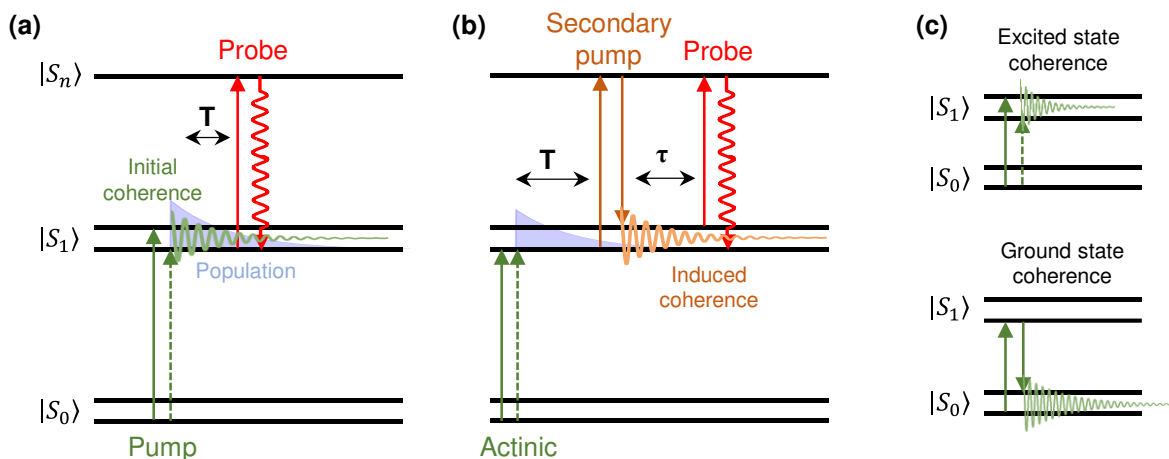 (a)
Probe
|Sn⟩
T
Initial
coherence
|S1⟩
Population
|S0⟩
Pump
(b)
Secondary
pump
Probe
T
τ
Induced
coherence
Actinic
(c)
Excited state
coherence
|S1⟩
|S0⟩
Ground state
coherence
|S1⟩
|S0⟩